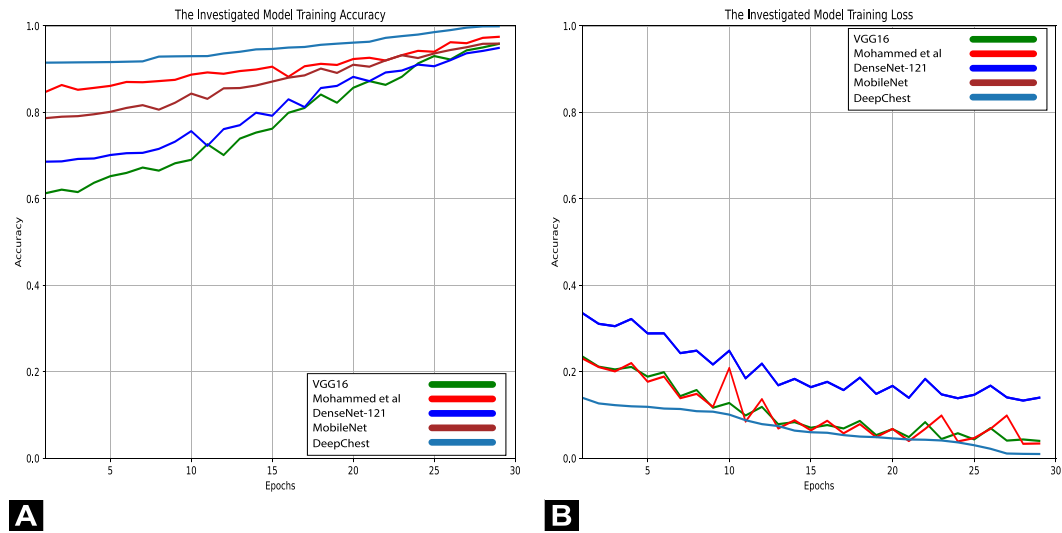 The Investigated Model Training Accuracy
1.0
0.8
0.6
0.4
0.2
0.0
Accuracy
5
10
15
20
25
30
Epochs
VGG16
Mohammed et al
DenseNet-121
MobileNet
DeepChest
A
The Investigated Model Training Loss
1.0
0.8
0.6
0.4
0.2
0.0
Accuracy
5
10
15
20
25
30
Epochs
VGG16
Mohammed et al
DenseNet-121
MobileNet
DeepChest
B